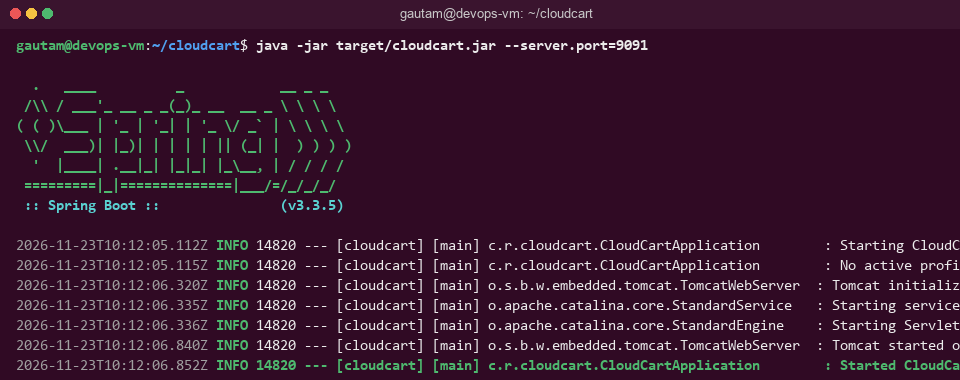 gautam@devops-vm: ~/cloudcart
gautam@devops-vm:~/cloudcart$ java -jar target/cloudcart.jar --server.port=9091
  .   ____          _            __ _ _
 /\\ / ___'_ __ _ _(_)_ __  __ _ \ \ \ \
( ( )\___ | '_ | '_| | '_ \/ _` | \ \ \ \
 \\/  ___)| |_)| | | | | || (_| |  ) ) ) )
  '  |____| .__|_| |_|_| |_\__, | / / / /
 =========|_|==============|___/=/_/_/_/
 :: Spring Boot ::               (v3.3.5)
2026-11-23T10:12:05.112Z INFO 14820 --- [cloudcart] [main] c.r.cloudcart.CloudCartApplication        : Starting CloudC
2026-11-23T10:12:05.115Z INFO 14820 --- [cloudcart] [main] c.r.cloudcart.CloudCartApplication        : No active profi
2026-11-23T10:12:06.320Z INFO 14820 --- [cloudcart] [main] o.s.b.w.embedded.tomcat.TomcatWebServer  : Tomcat initializ
2026-11-23T10:12:06.335Z INFO 14820 --- [cloudcart] [main] o.apache.catalina.core.StandardService   : Starting service
2026-11-23T10:12:06.336Z INFO 14820 --- [cloudcart] [main] o.apache.catalina.core.StandardEngine    : Starting Servlet
2026-11-23T10:12:06.840Z INFO 14820 --- [cloudcart] [main] o.s.b.w.embedded.tomcat.TomcatWebServer  : Tomcat started o
2026-11-23T10:12:06.852Z INFO 14820 --- [cloudcart] [main] c.r.cloudcart.CloudCartApplication        : Started CloudCa